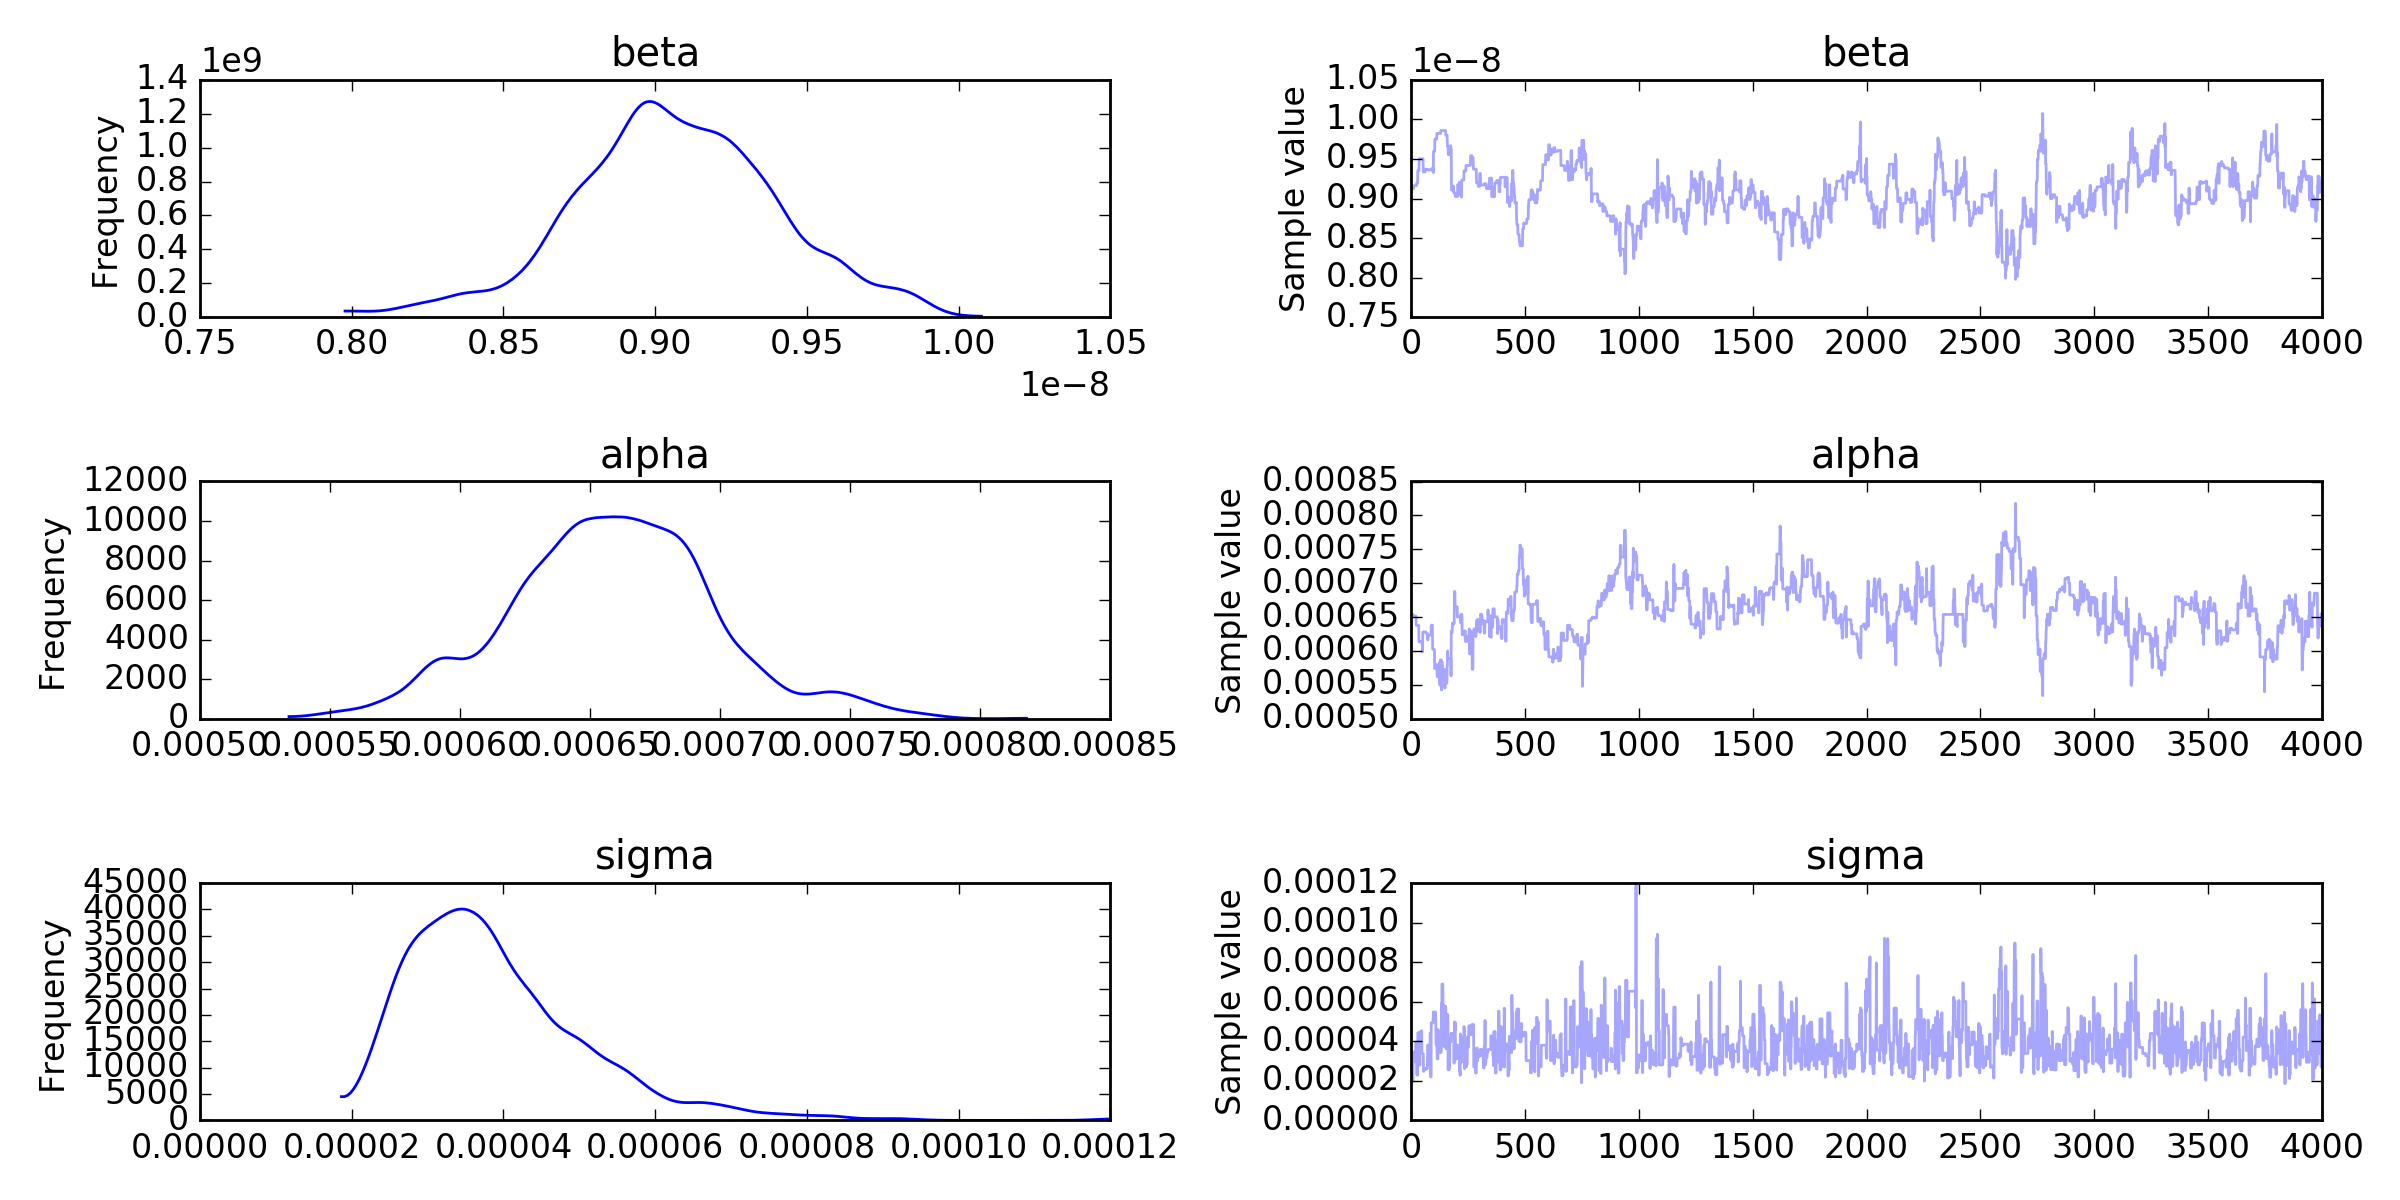 beta
1e9
1.4
1.2
1.0
0.8
0.6
0.4
0.2
0.0
Frequency
0.75 0.80 0.85 0.90 0.95 1.00 1.05
1e−8
beta
1e−8
1.05
1.00
0.95
0.90
0.85
0.80
0.75
Sample value
0 500 1000 1500 2000 2500 3000 3500 4000
alpha
12000
10000
8000
6000
4000
2000
0
Frequency
0.00050 0.00055 0.00060 0.00065 0.00070 0.00075 0.00080 0.00085
alpha
0.00085
0.00080
0.00075
0.00070
0.00065
0.00060
0.00055
0.00050
Sample value
0 500 1000 1500 2000 2500 3000 3500 4000
sigma
45000
40000
35000
30000
25000
20000
15000
10000
5000
0
Frequency
0.00000 0.00002 0.00004 0.00006 0.00008 0.00010 0.00012
sigma
0.00012
0.00010
0.00008
0.00006
0.00004
0.00002
0.00000
Sample value
0 500 1000 1500 2000 2500 3000 3500 4000